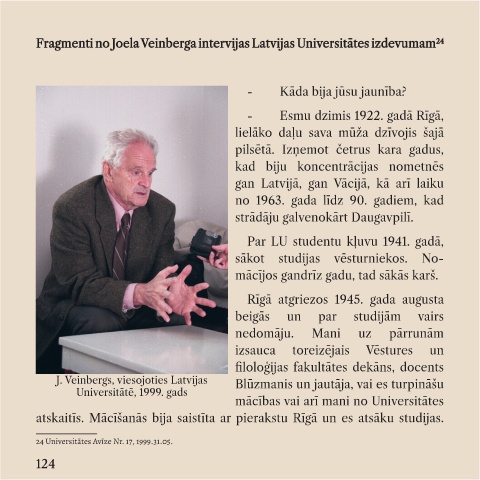 Fragmenti no Joela Veinberga intervijas Latvijas Universitātes izdevumam24
- Kāda bija jūsu jaunība?
- Esmu dzimis 1922. gadā Rīgā,
lielāko daļu sava mūža dzīvojis šajā
pilsētā. Izņemot četrus kara gadus,
kad biju koncentrācijas nometnēs
gan Latvijā, gan Vācijā, kā arī laiku
no 1963. gada līdz 90. gadiem, kad
strādāju galvenokārt Daugavpilī.
Par LU studentu kļuvu 1941. gadā,
sākot studijas vēsturniekos. No-
mācījos gandrīz gadu, tad sākās karš.
Rīgā atgriezos 1945. gada augusta
beigās un par studijām vairs
nedomāju. Mani uz pārrunām
izsauca toreizējais Vēstures un
filoloģijas fakultātes dekāns, docents
Blūzmanis un jautāja, vai es turpināšu
mācības vai arī mani no Universitātes
atskaitīs. Mācīšanās bija saistīta ar pierakstu Rīgā un es atsāku studijas.
J. Veinbergs, viesojoties Latvijas
Universitātē, 1999. gads
24 Universitātes Avīze Nr. 17, 1999.31.05.
124